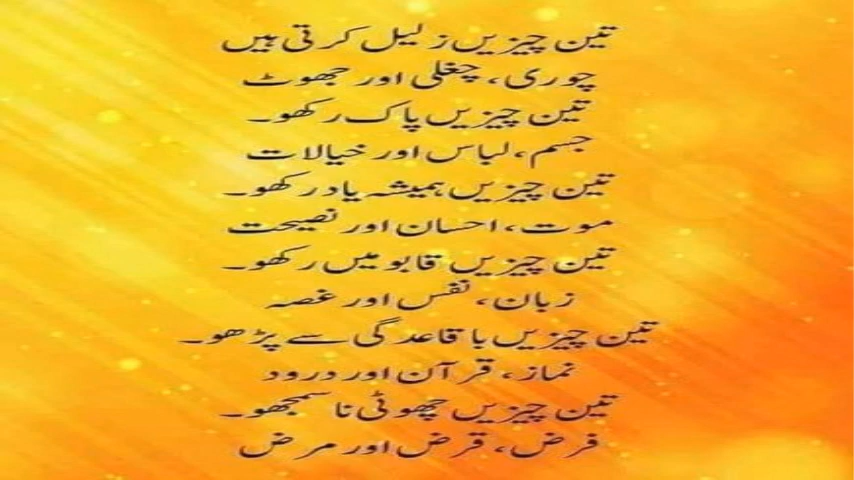 تین چیزیں زلیل کرتی ہیں
چوری، چغلی اور جھوٹ
تین چیزیں پاک رکھو۔
جسم، لباس اور خیالات
تین چیزیں ہمیشہ یاد رکھو۔
موت، احسان اور نصیحت
تین چیزیں قابو میں رکھو۔
زبان، نفس اور غصہ
تین چیزیں باقاعدگی سے پڑھو۔
نماز، قرآن اور درود
تین چیزیں چھوٹی نا سمجھو۔
فرض، قرض اور مرض